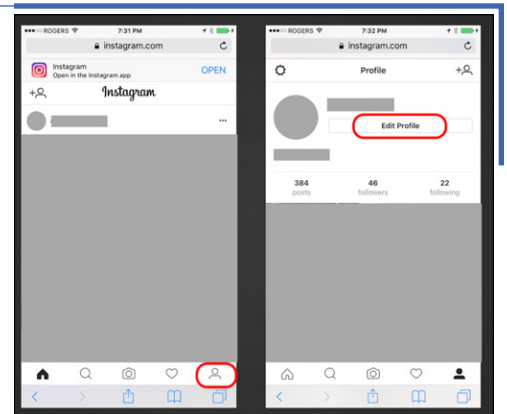 ROGERS 7:31 PM
instagram.com
Instagram
Open in the Instagram app
OPEN
Instagram
ROGERS 7:32 PM
instagram.com
Profile
Edit Profile
384 46 22
posts followers following